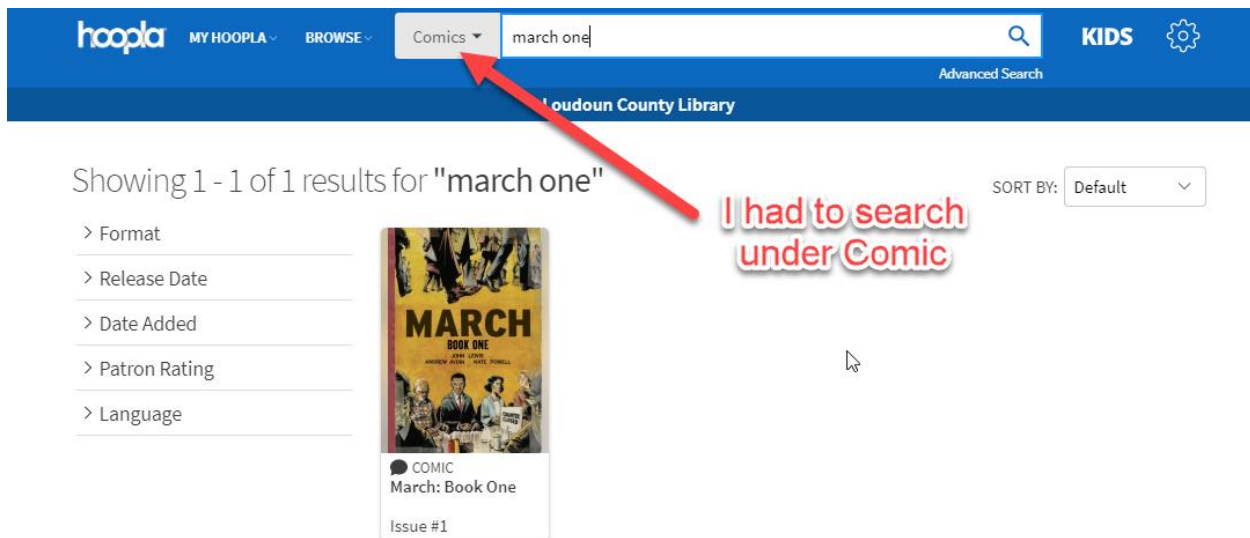 hoopla MY HOOPLA BROWSE Comics march one KIDS
Advanced Search
Loudoun County Library
Showing 1 - 1 of 1 results for "march one"
SORT BY: Default
I had to search
under Comic
> Format
> Release Date
> Date Added
> Patron Rating
> Language
MARCH
BOOK ONE
JOHN LEWIS
ANDREW AYDIN NATE POWELL
COUNTER
CLOSED
COMIC
March: Book One
Issue #1